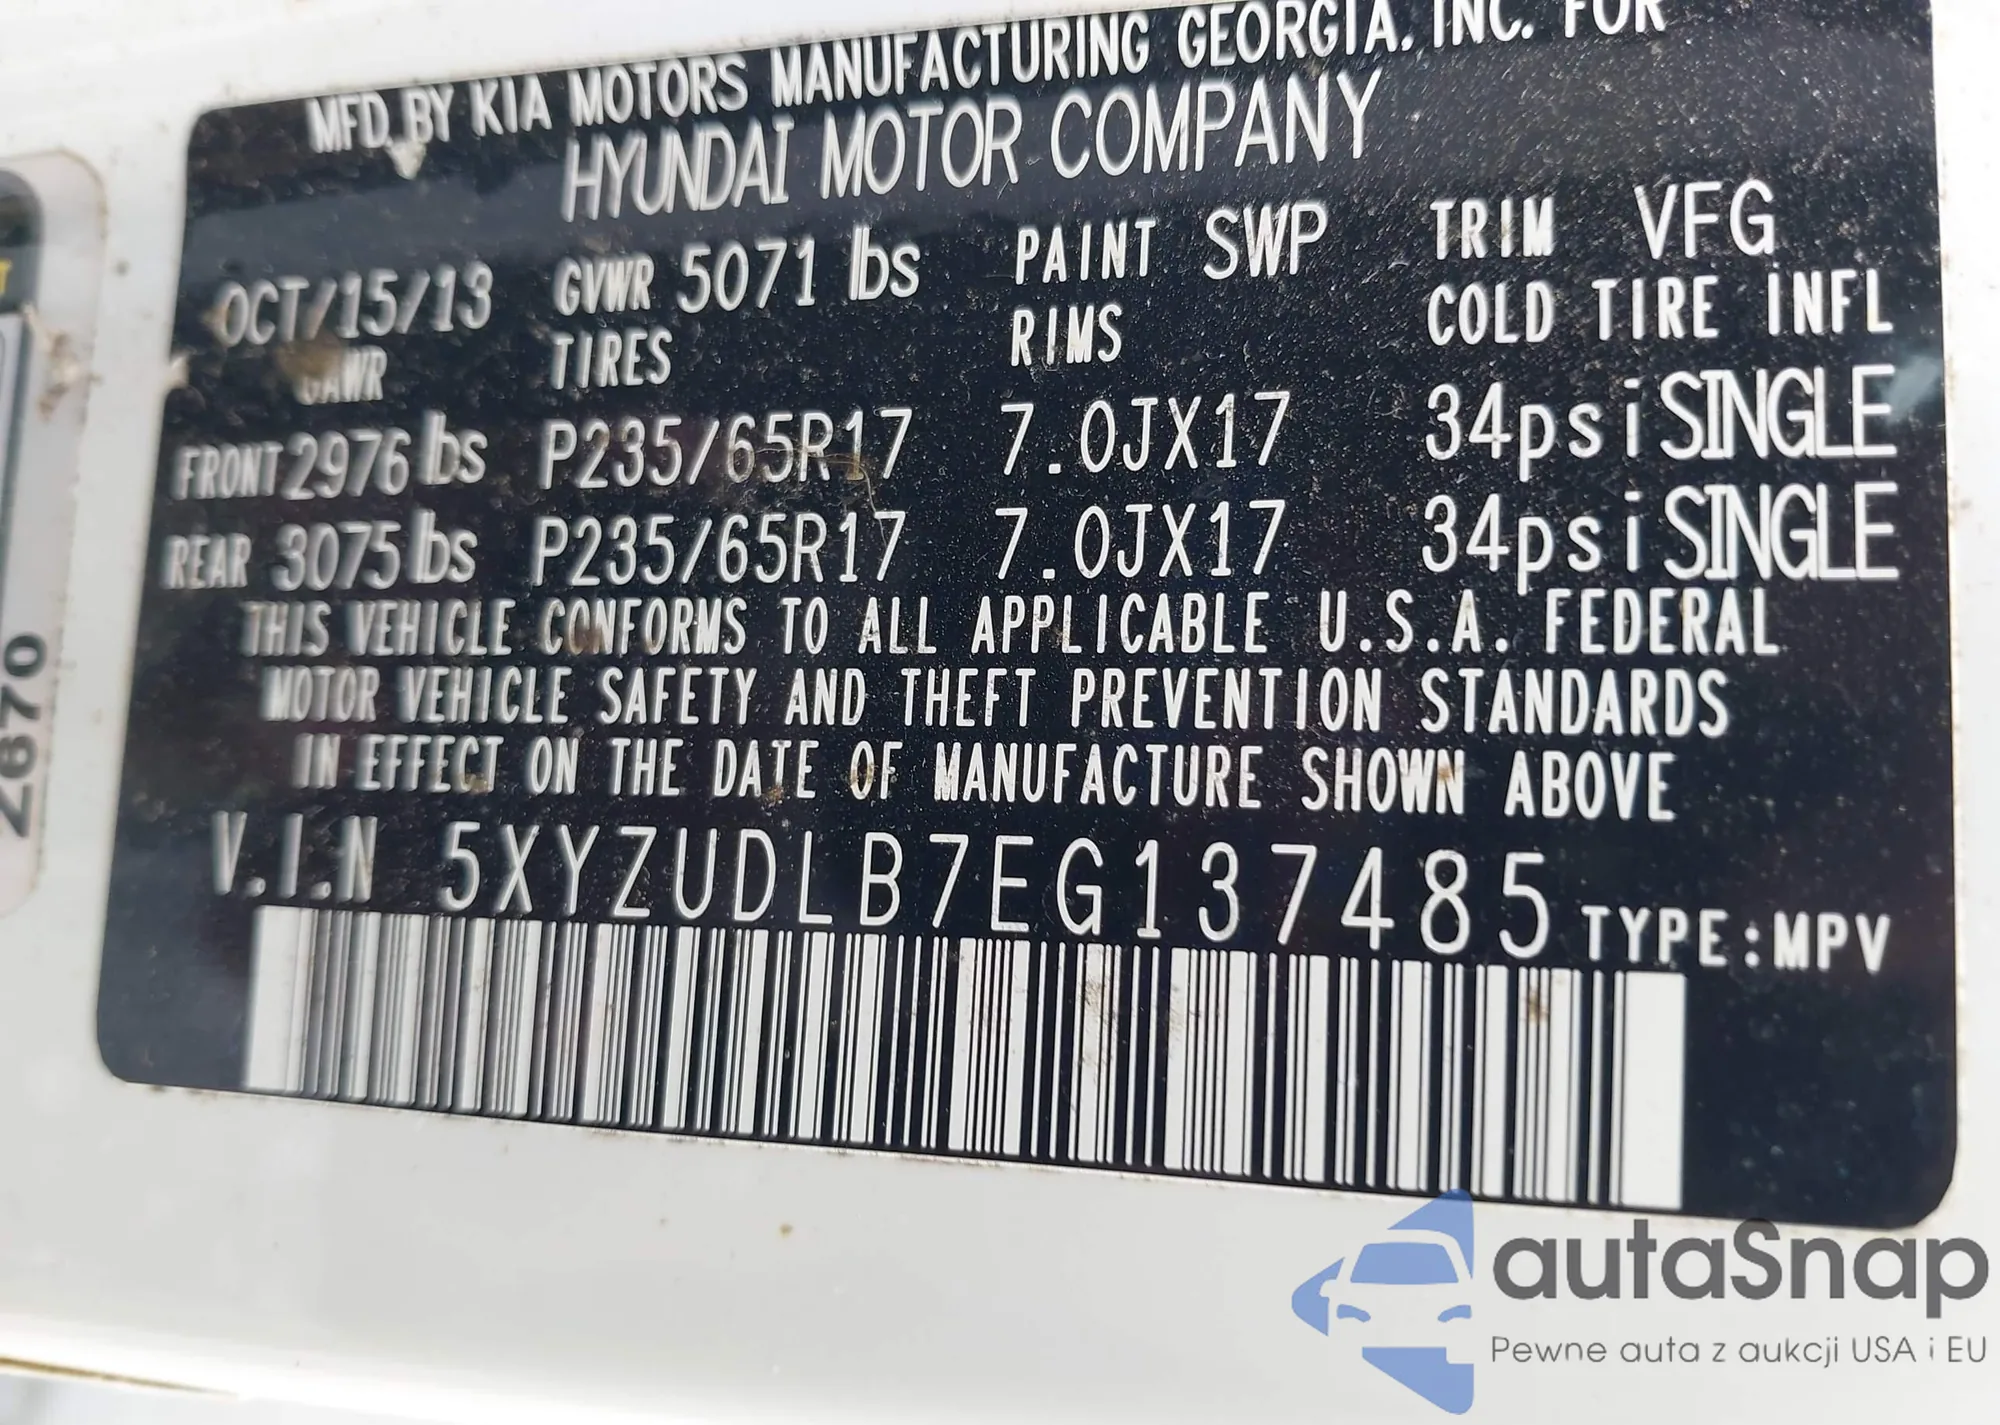 MFD. BY KIA MOTORS MANUFACTURING GEORGIA, INC. FOR
HYUNDAI MOTOR COMPANY
OCT/15/13 GVWR 5071 lbs PAINT SWP TRIM VFG
GAWR TIRES RIMS COLD TIRE INFL
FRONT 2976 lbs P235/65R17 7.0JX17 34psi SINGLE
REAR 3075 lbs P235/65R17 7.0JX17 34psi SINGLE
THIS VEHICLE CONFORMS TO ALL APPLICABLE U.S.A. FEDERAL
MOTOR VEHICLE SAFETY AND THEFT PREVENTION STANDARDS
IN EFFECT ON THE DATE OF MANUFACTURE SHOWN ABOVE
V.I.N 5XYZUDLB7EG137485 TYPE:MPV
autaSnap
Pewne auta z aukcji USA i EU